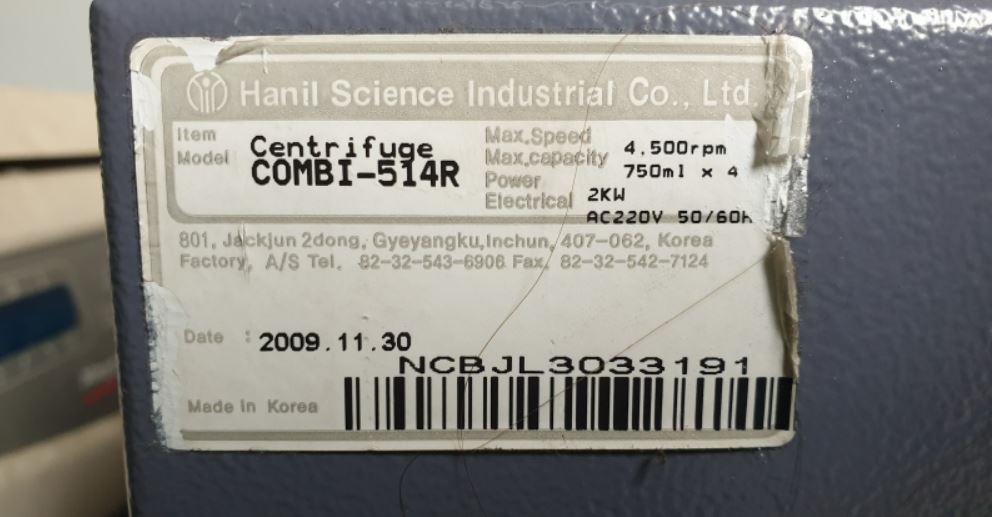 Hanil Science Industrial Co., Ltd.
Item Centrifuge
Model COMBI-514R
Max.Speed 4,500rpm
Max.capacity 750ml x 4
Power 2KW
Electrical AC220V 50/60H
801, Jackjun 2dong, Gyeyangku,Inchun, 407-062, Korea
Factory, A/S Tel. 82-32-543-6906 Fax. 82-32-542-7124
Date : 2009.11.30
NCBJL3033191
Made in Korea